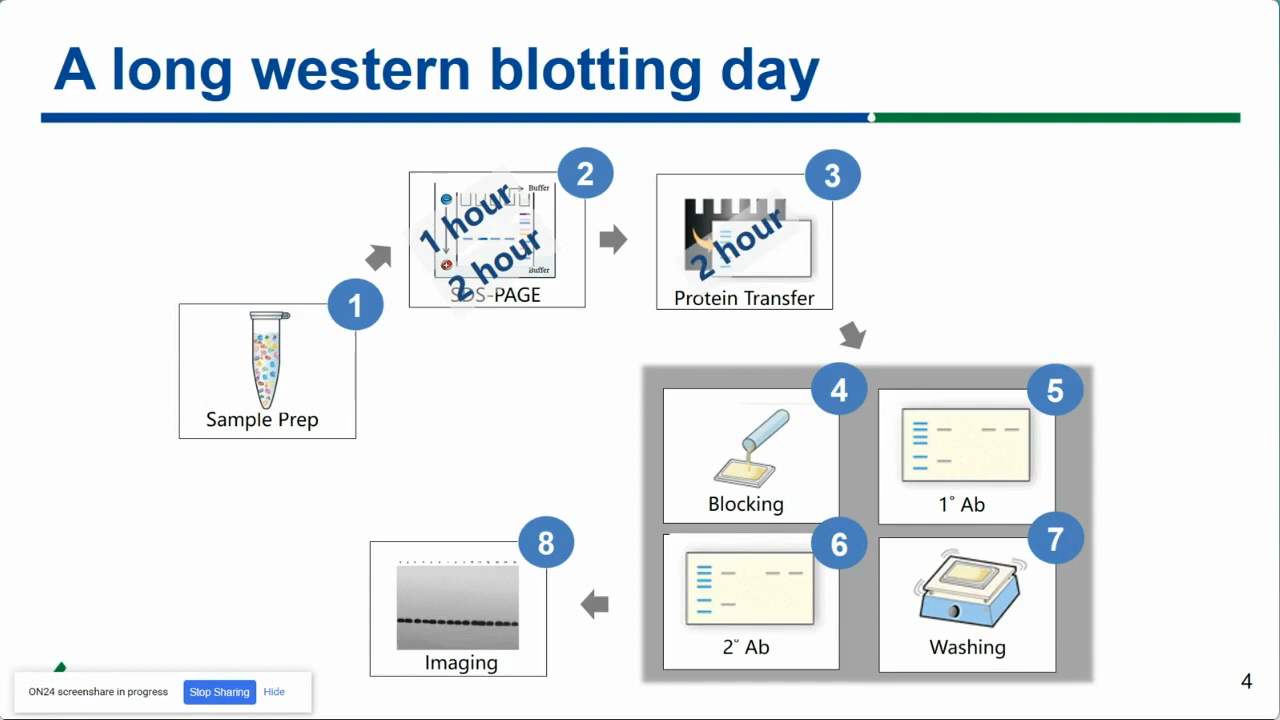 A long western blotting day
1
Sample Prep
2
Buffer
1 hour
2 hour
Buffer
SDS-PAGE
3
2 hour
Protein Transfer
4
Blocking
5
1° Ab
6
2° Ab
7
Washing
8
Imaging
ON24 screenshare in progress
Stop Sharing
Hide
4